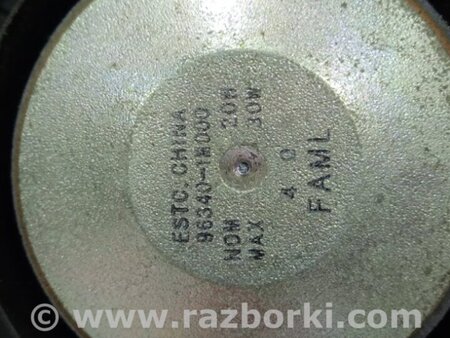 ESTC. CHINA
96340-1M000
NOM 20W
MAX 30W
4 Ω
FAML
© www.razborki.com